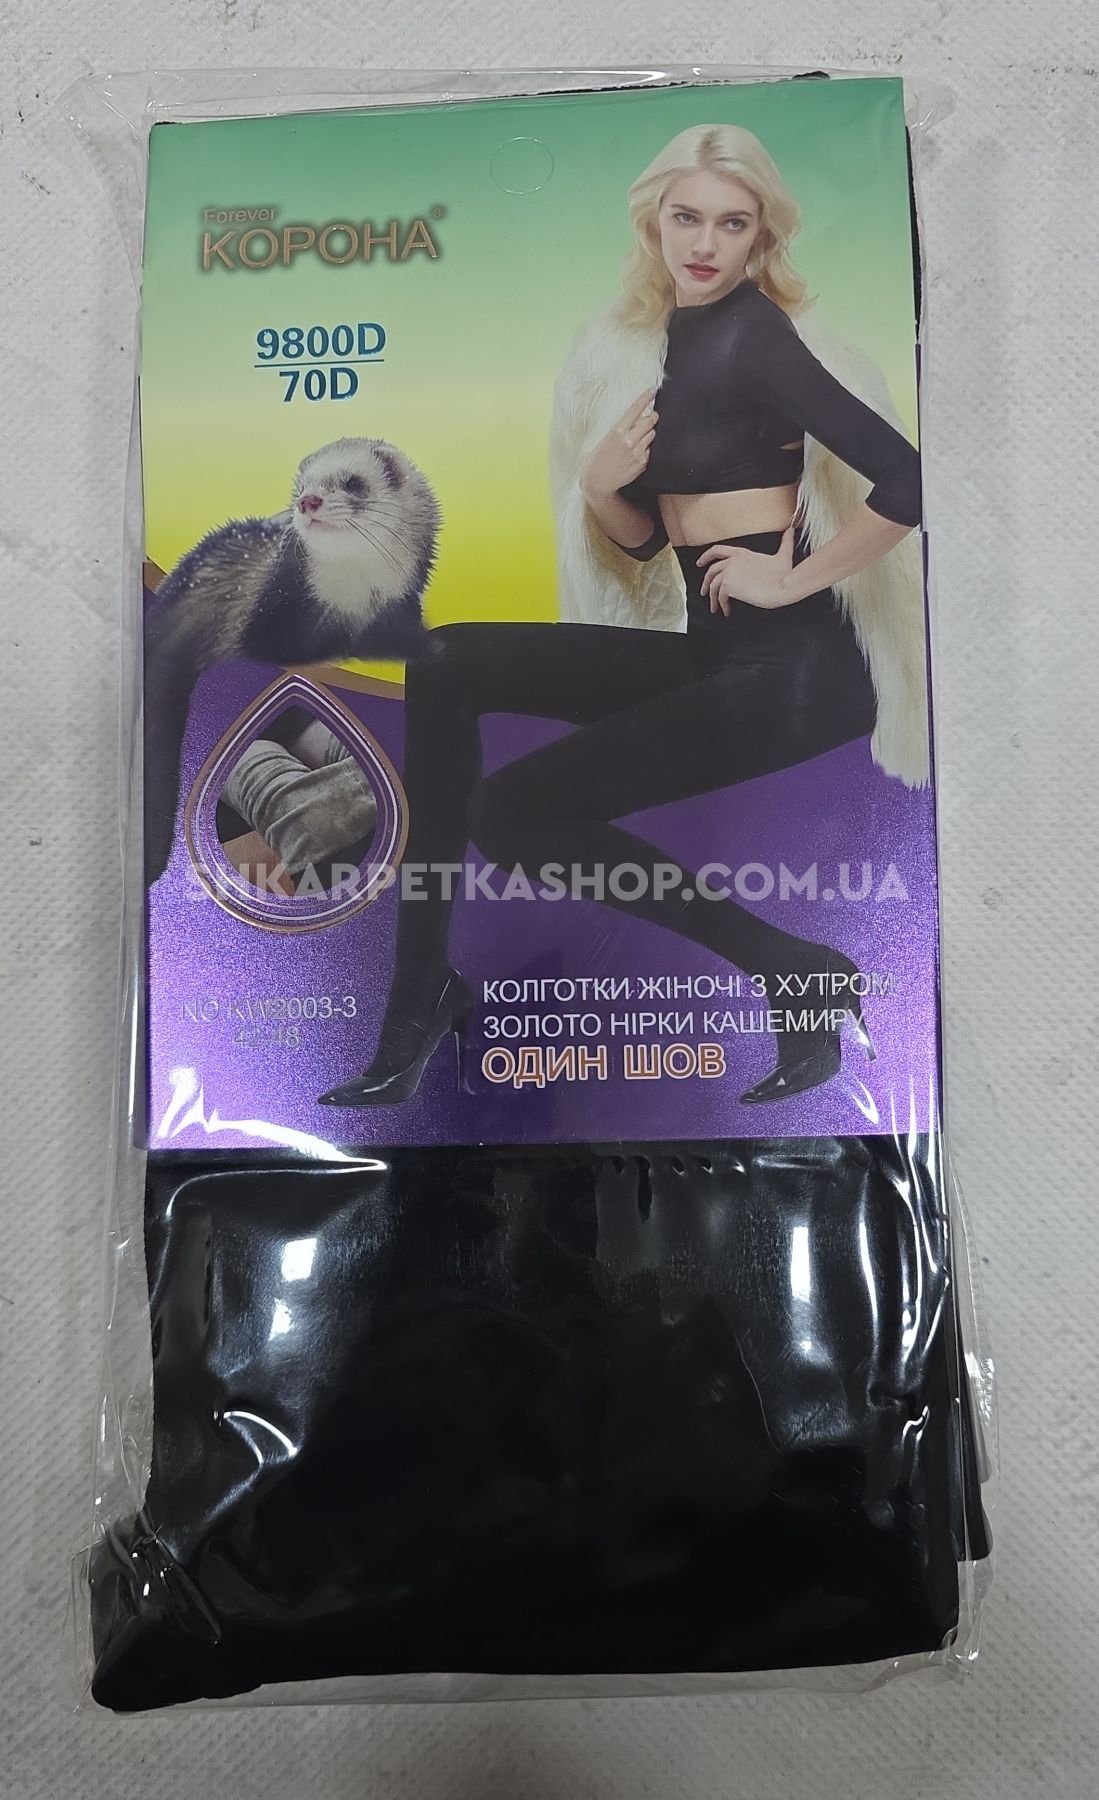 Forever
КОРОНА®
9800D
70D
SHKARPETKASHOP.COM.UA
КОЛГОТКИ ЖІНОЧІ З ХУТРОМ
ЗОЛОТО НІРКИ КАШЕМИРУ
ОДИН ШОВ
NO KW2003-3
42-48